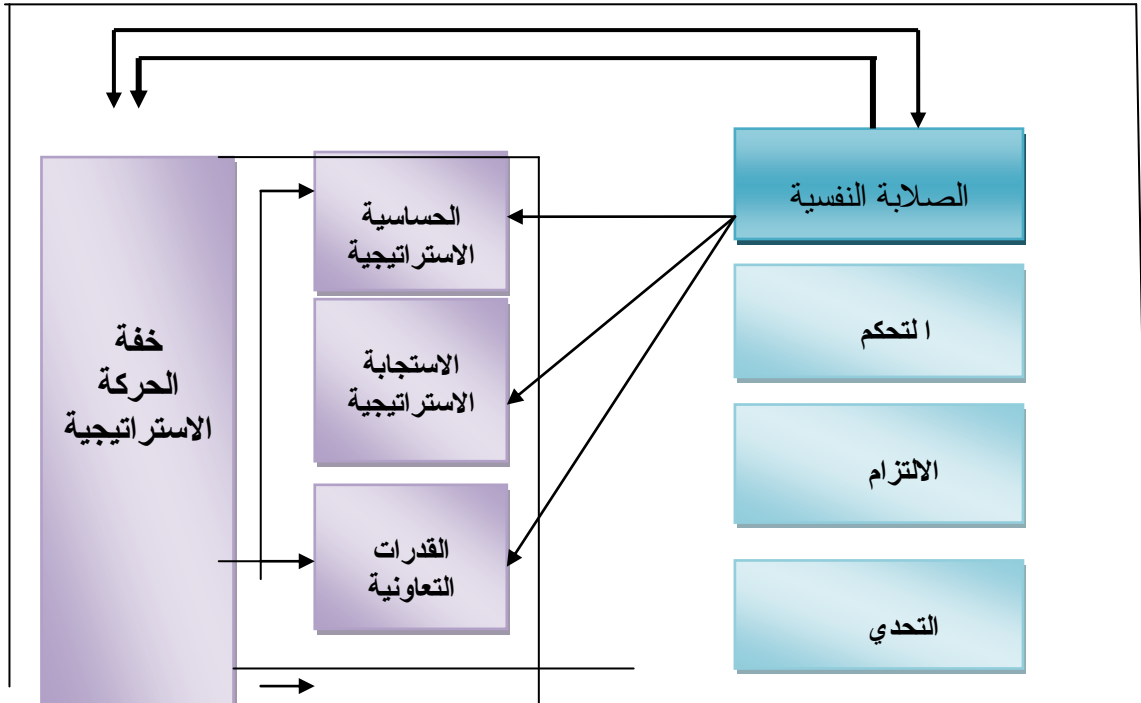 الصلابة النفسية
ا لتحكم
الالتزام
التحدي
الحساسية
الاستراتيجية
الاستجابة
الاستراتيجية
القدرات
التعاونية
خفة
الحركة
الاستراتيجية